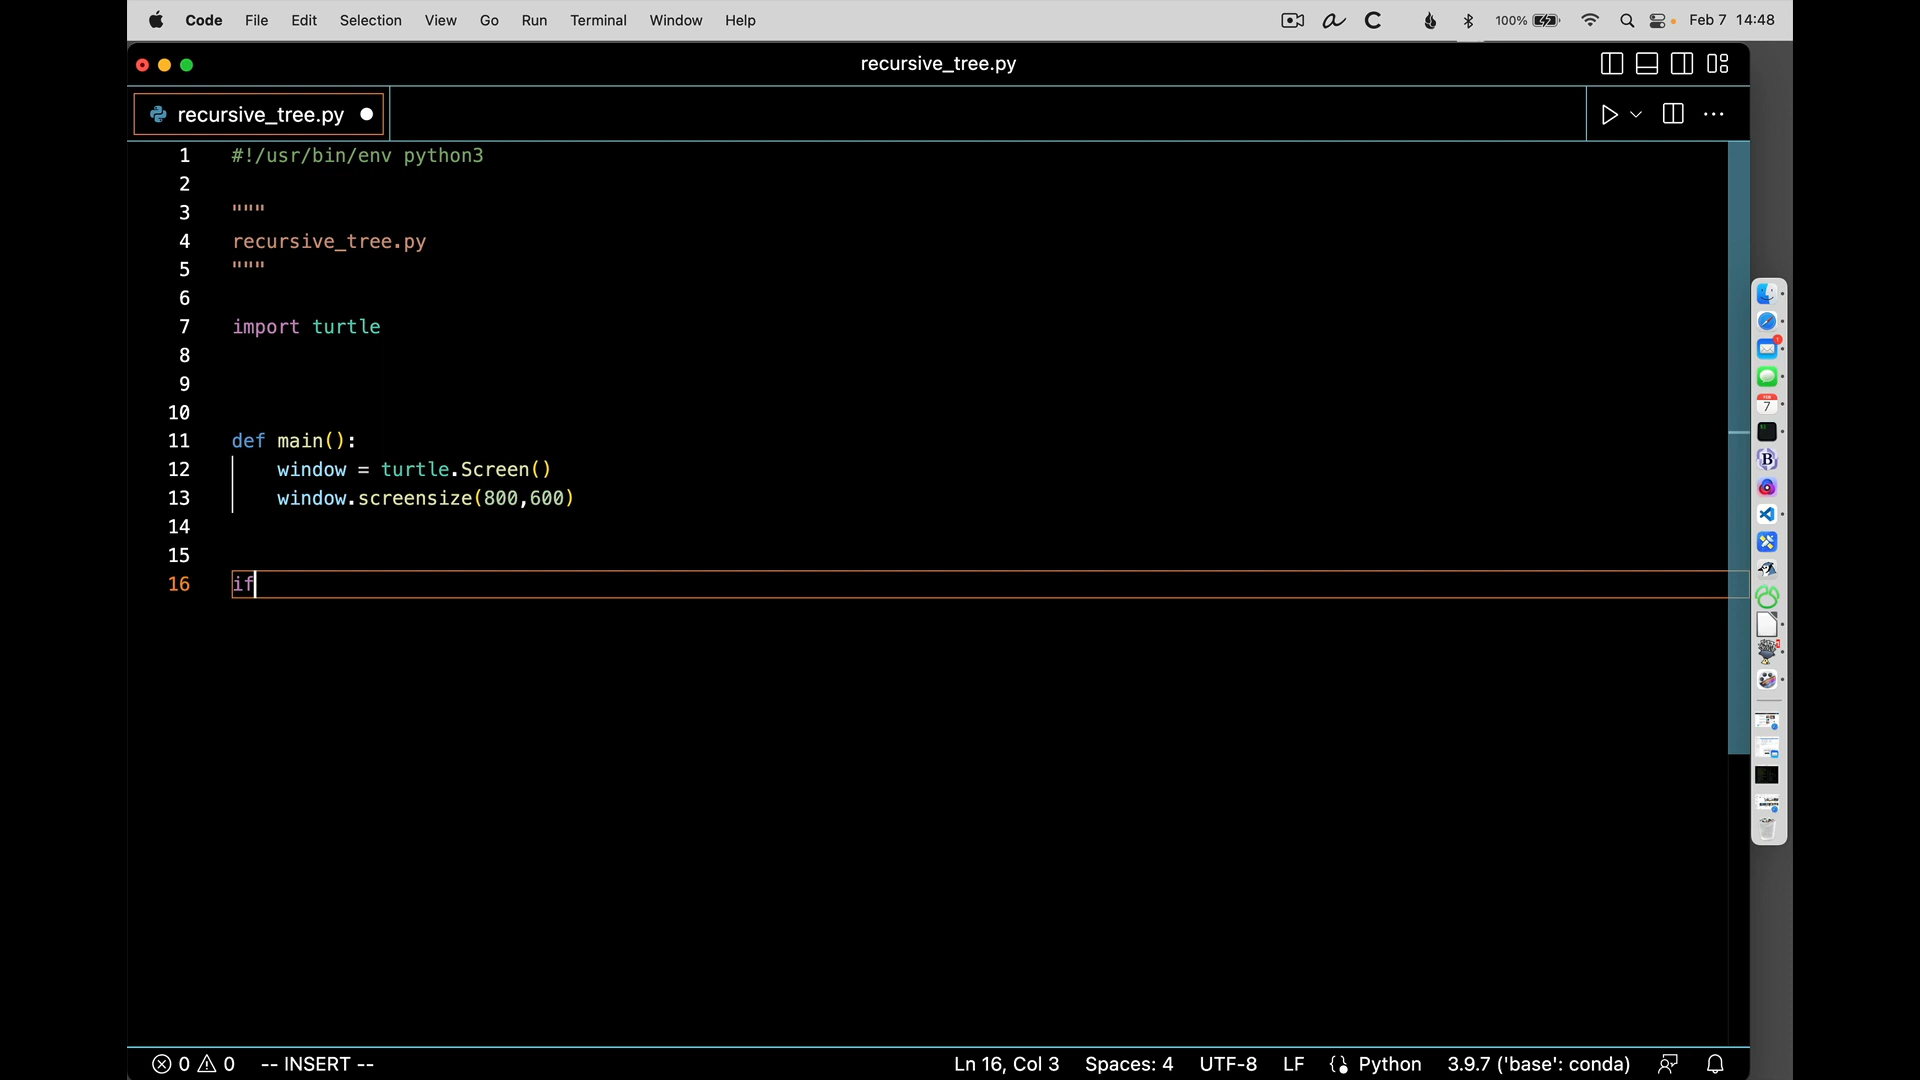 Code File Edit Selection View Go Run Terminal Window Help 100% Feb 7 14:48
recursive_tree.py
recursive_tree.py
1 #!/usr/bin/env python3
2
3 """
4 recursive_tree.py
5 """
6
7 import turtle
8
9
10
11 def main():
12 window = turtle.Screen()
13 window.screensize(800,600)
14
15
16 if
0 0 -- INSERT -- Ln 16, Col 3 Spaces: 4 UTF-8 LF Python 3.9.7 ('base': conda)